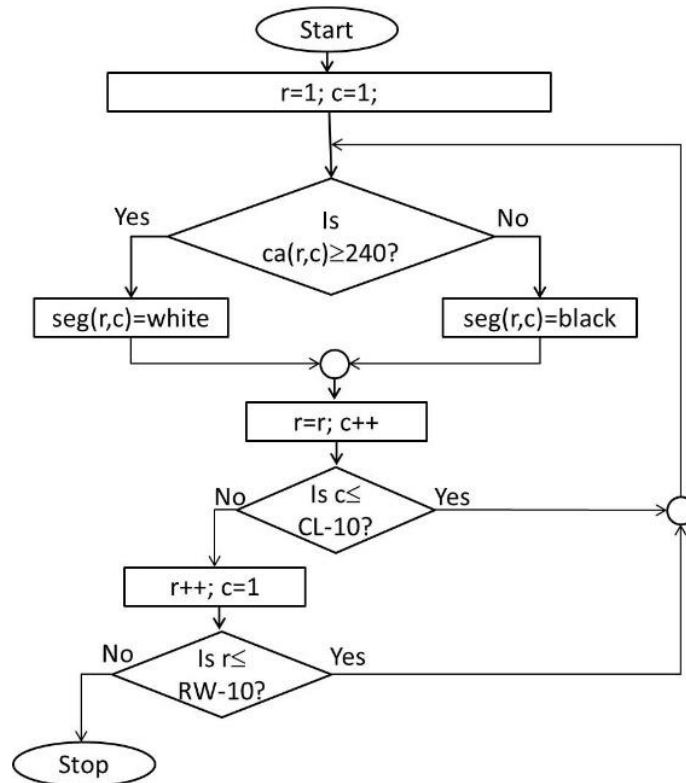 Start
r=1; c=1;
Is
ca(r,c)≥240?
Yes
No
seg(r,c)=white
seg(r,c)=black
r=r; c++
Is c≤
CL-10?
No
Yes
r++; c=1
Is r≤
RW-10?
No
Yes
Stop